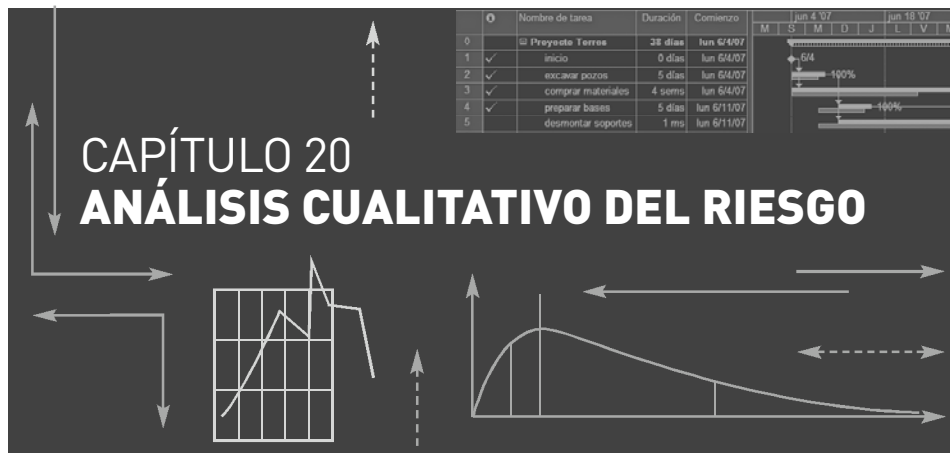 Nombre de tarea Duración Comienzo jun 4 '07 jun 18 '07
M S M D J L V
0 Proyecto Torres 38 días lun 6/4/07
1 inicio 0 días lun 6/4/07 6/4
2 excavar pozos 5 días lun 6/4/07 100%
3 comprar materiales 4 sems lun 6/4/07
4 preparar bases 5 días lun 6/11/07 100%
5 desmontar soportes 1 ms lun 6/11/07
CAPÍTULO 20
ANÁLISIS CUALITATIVO DEL RIESGO